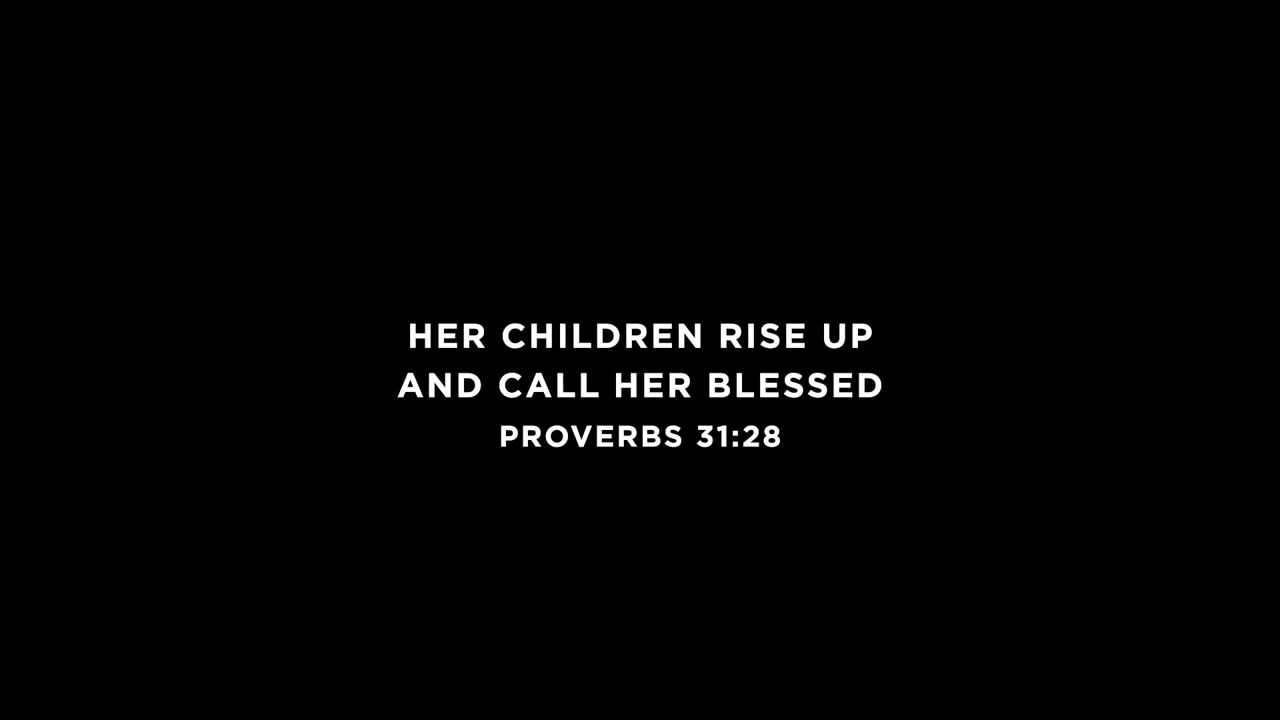 HER CHILDREN RISE UP
AND CALL HER BLESSED
PROVERBS 31:28